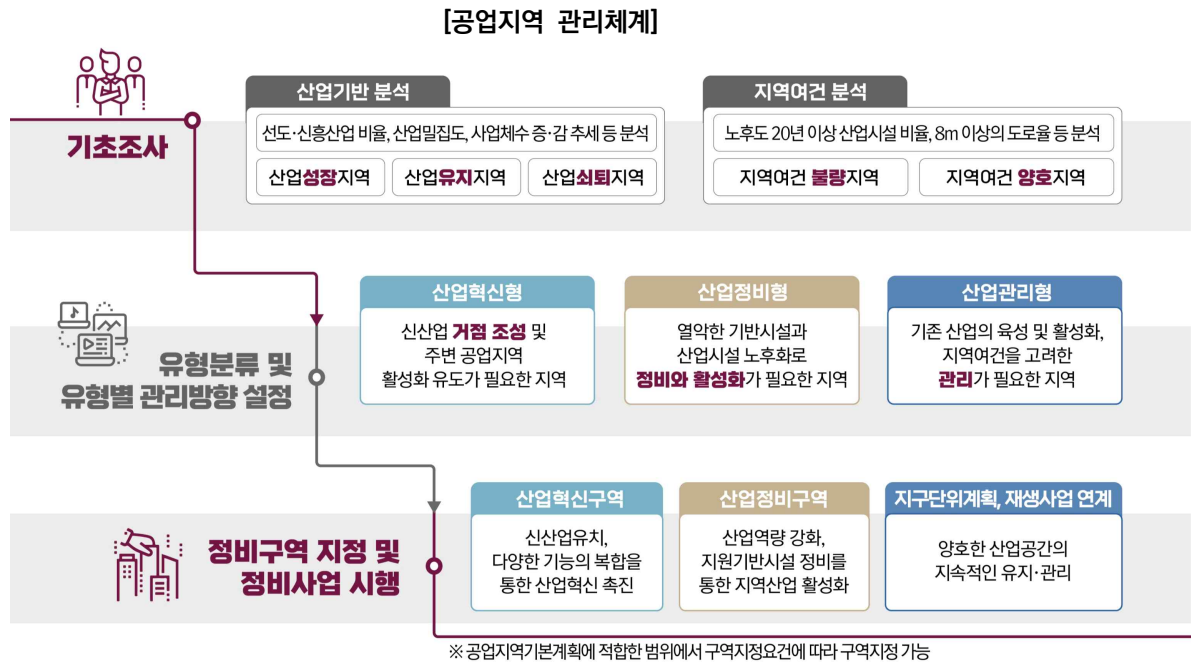 [공업지역 관리체계]
기초조사
산업기반 분석
선도·신흥산업 비율, 산업밀집도, 사업체수 증·감 추세 등 분석
산업성장지역
산업유지지역
산업쇠퇴지역
지역여건 분석
노후도 20년 이상 산업시설 비율, 8m 이상의 도로율 등 분석
지역여건 불량지역
지역여건 양호지역
유형분류 및
유형별 관리방향 설정
산업혁신형
신산업 거점 조성 및
주변 공업지역
활성화 유도가 필요한 지역
산업정비형
열악한 기반시설과
산업시설 노후화로
정비와 활성화가 필요한 지역
산업관리형
기존 산업의 육성 및 활성화,
지역여건을 고려한
관리가 필요한 지역
정비구역 지정 및
정비사업 시행
산업혁신구역
신산업유치,
다양한 기능의 복합을
통한 산업혁신 촉진
산업정비구역
산업역량 강화,
지원기반시설 정비를
통한 지역산업 활성화
지구단위계획, 재생사업 연계
양호한 산업공간의
지속적인 유지·관리
※ 공업지역기본계획에 적합한 범위에서 구역지정요건에 따라 구역지정 가능